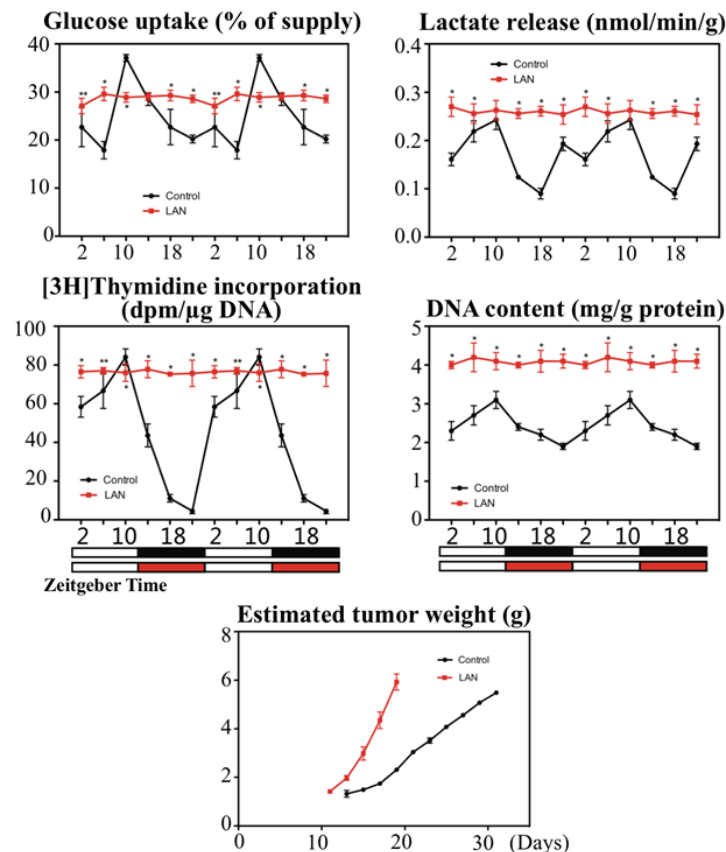 Glucose uptake (% of supply)
40
30
20
10
0
** * * * * * ** * * * * *
Control
LAN
2 10 18 2 10 18
Lactate release (nmol/min/g)
0.4
0.3
0.2
0.1
0.0
Control
LAN
* * * * * * * * * * * *
2 10 18 2 10 18
[3H]Thymidine incorporation
(dpm/µg DNA)
100
80
60
40
20
0
* ** * * * * * ** * * * *
Control
LAN
2 10 18 2 10 18
Zeitgeber Time
DNA content (mg/g protein)
5
4
3
2
1
0
* * * * * * * * * * * *
Control
LAN
2 10 18 2 10 18
Estimated tumor weight (g)
8
6
4
2
0
Control
LAN
0 10 20 30 (Days)